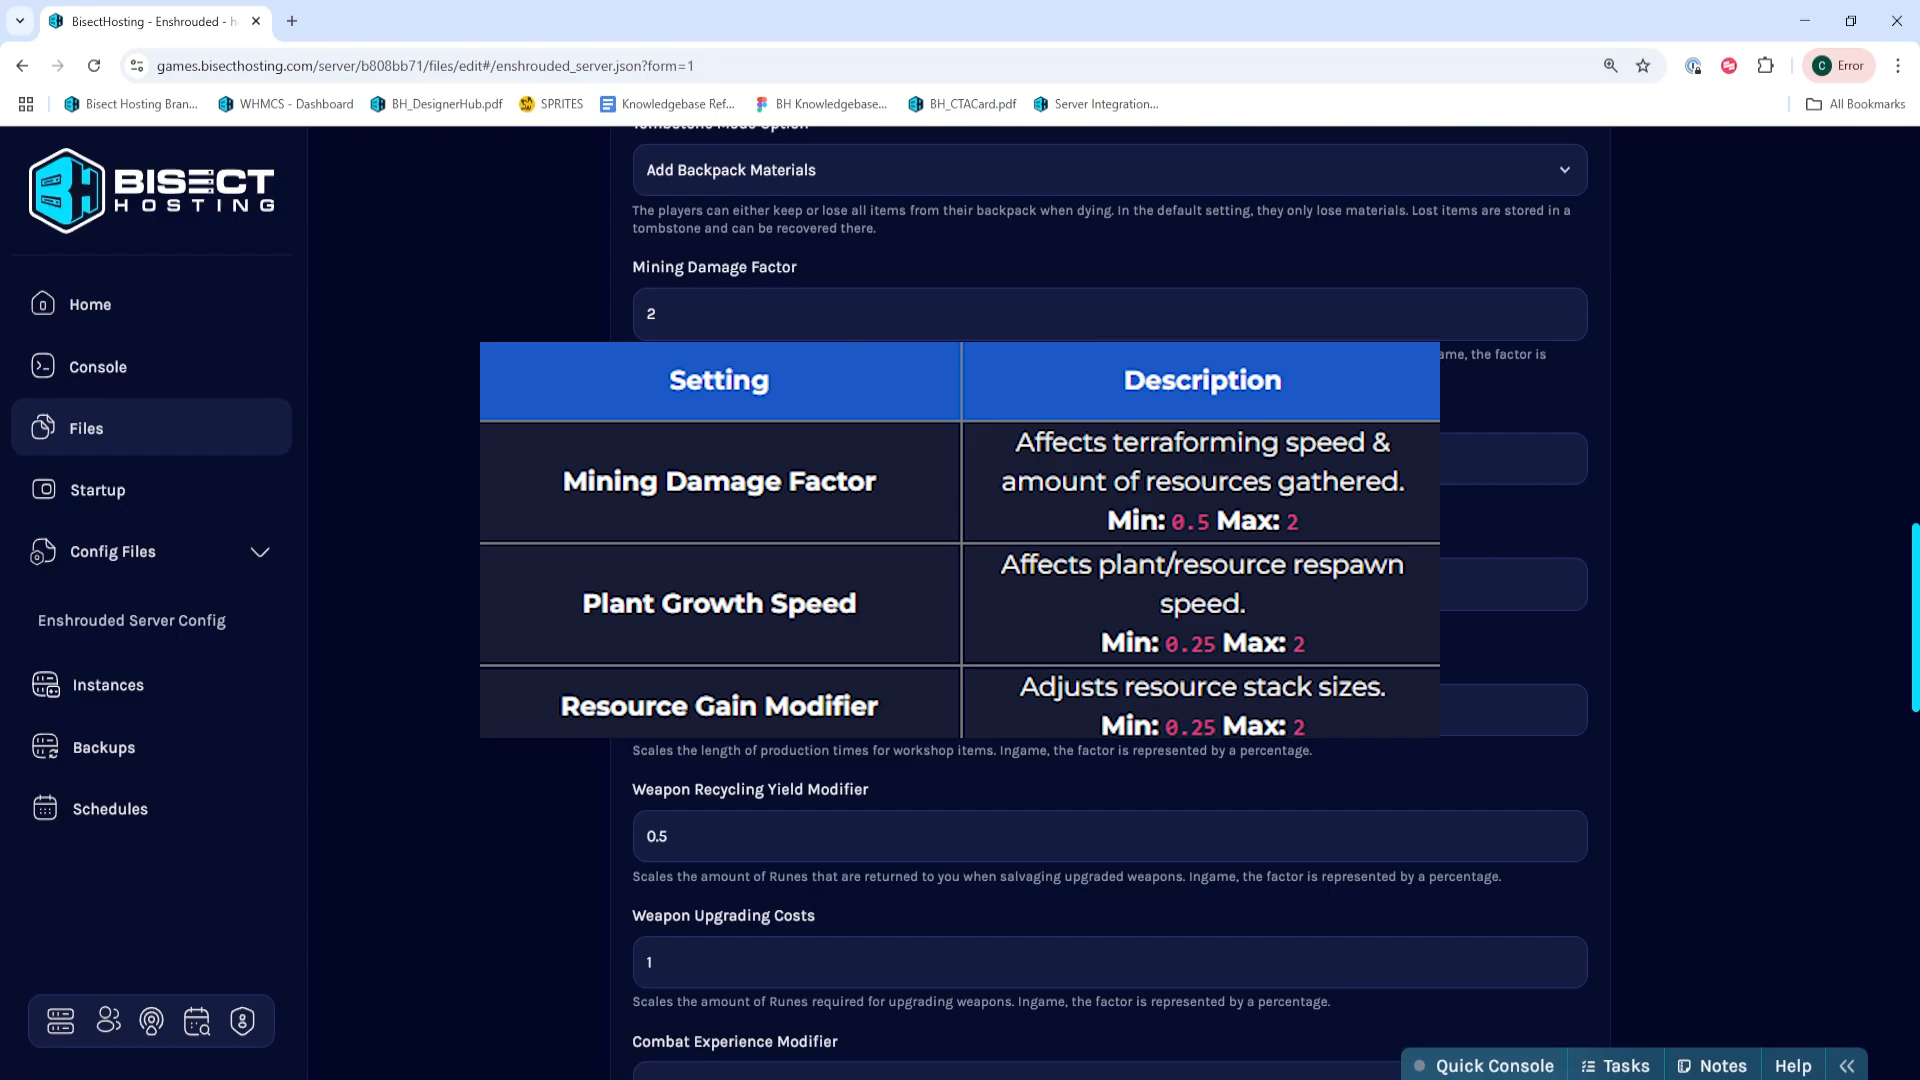 BisectHosting - Enshrouded - h
games.bisecthosting.com/server/b808bb71/files/edit#/enshrouded_server.json?form=1
C Error
Bisect Hosting Bran...
WHMCS - Dashboard
BH_DesignerHub.pdf
SPRITES
Knowledgebase Ref...
BH Knowledgebase...
BH_CTACard.pdf
Server Integration...
All Bookmarks
BISECT
HOSTING
Home
Console
Files
Startup
Config Files
Enshrouded Server Config
Instances
Backups
Schedules
Tombstone Mode Option
Add Backpack Materials
The players can either keep or lose all items from their backpack when dying. In the default setting, they only lose materials. Lost items are stored in a
tombstone and can be recovered there.
Mining Damage Factor
2
ame, the factor is
Setting
Description
Mining Damage Factor
Affects terraforming speed &
amount of resources gathered.
Min: 0.5 Max: 2
Plant Growth Speed
Affects plant/resource respawn
speed.
Min: 0.25 Max: 2
Resource Gain Modifier
Adjusts resource stack sizes.
Min: 0.25 Max: 2
Scales the length of production times for workshop items. Ingame, the factor is represented by a percentage.
Weapon Recycling Yield Modifier
0.5
Scales the amount of Runes that are returned to you when salvaging upgraded weapons. Ingame, the factor is represented by a percentage.
Weapon Upgrading Costs
1
Scales the amount of Runes required for upgrading weapons. Ingame, the factor is represented by a percentage.
Combat Experience Modifier
Quick Console
Tasks
Notes
Help